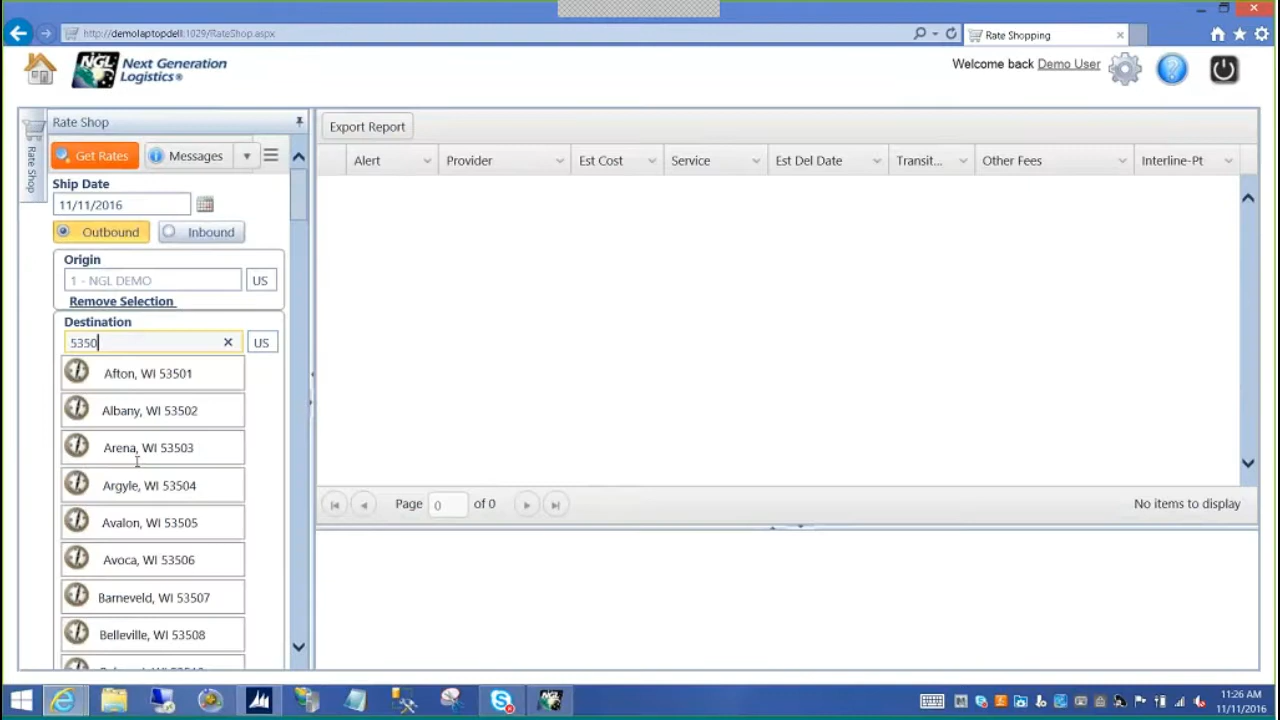 http://demolaptopdell:1029/RateShop.aspx
Rate Shopping
NGL
Next Generation
Logistics®
Welcome back Demo User
Rate Shop
Rate Shop
Get Rates
Messages
Ship Date
11/11/2016
Outbound
Inbound
Origin
1 - NGL DEMO
US
Remove Selection
Destination
5350
US
Afton, WI 53501
Albany, WI 53502
Arena, WI 53503
Argyle, WI 53504
Avalon, WI 53505
Avoca, WI 53506
Barneveld, WI 53507
Belleville, WI 53508
Export Report
Alert
Provider
Est Cost
Service
Est Del Date
Transit...
Other Fees
Interline-Pt
Page 0 of 0
No items to display
11:26 AM
11/11/2016